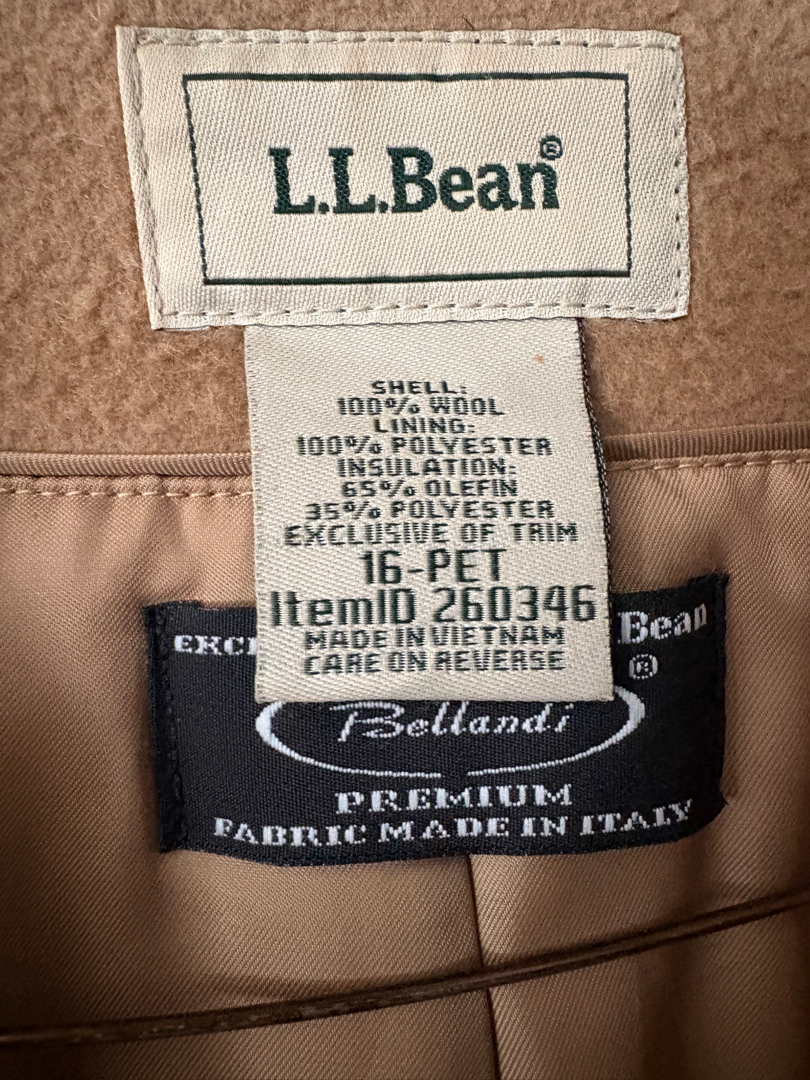 L.L.Bean®
SHELL:
100% WOOL
LINING:
100% POLYESTER
INSULATION:
65% OLEFIN
35% POLYESTER
EXCLUSIVE OF TRIM
16-PET
ItemID 260346
MADE IN VIETNAM
CARE ON REVERSE
Bean
®
Bellandi
PREMIUM
FABRIC MADE IN ITALY